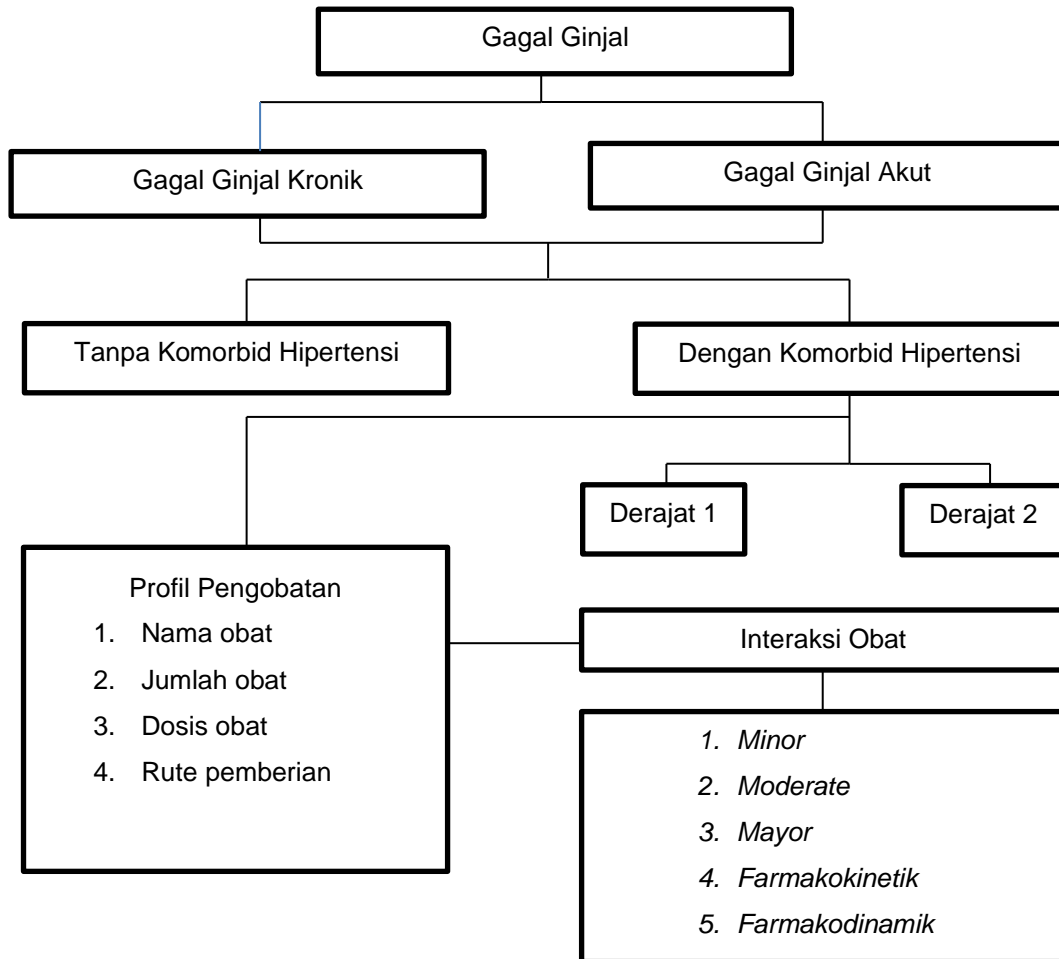 Gagal Ginjal
Gagal Ginjal Kronik
Gagal Ginjal Akut
Tanpa Komorbid Hipertensi
Dengan Komorbid Hipertensi
Derajat 1
Derajat 2
Profil Pengobatan
1. Nama obat
2. Jumlah obat
3. Dosis obat
4. Rute pemberian
Interaksi Obat
1. Minor
2. Moderate
3. Mayor
4. Farmakokinetik
5. Farmakodinamik